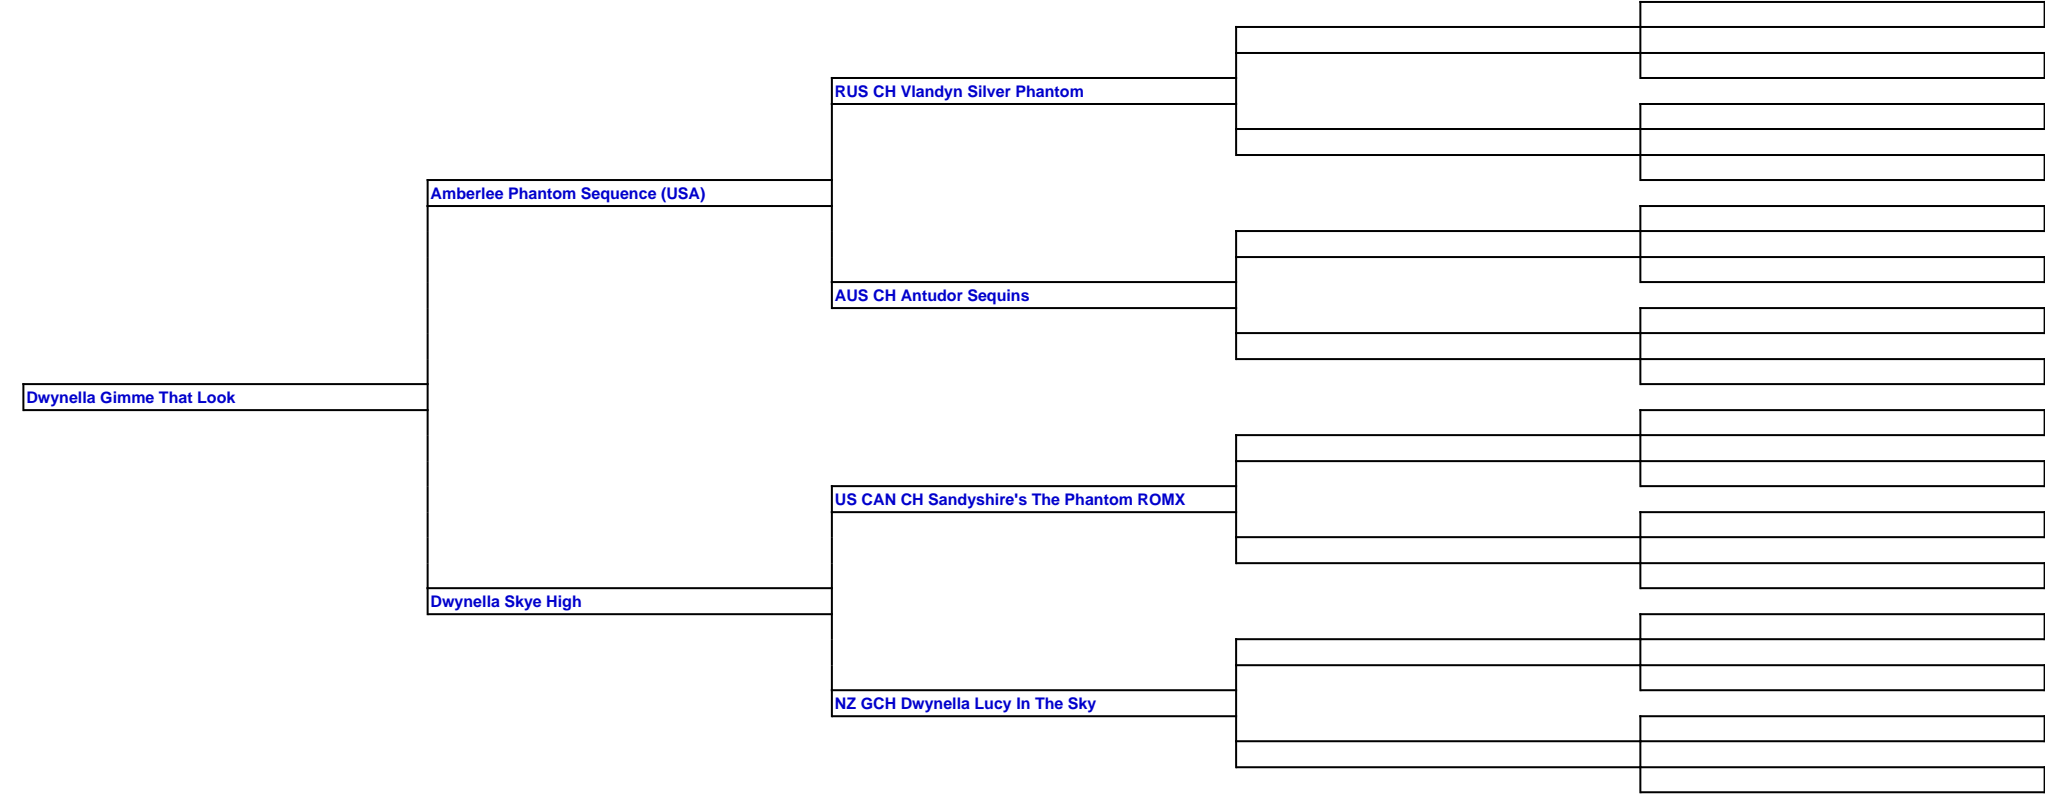 RUS CH Vlandyn Silver Phantom
Amberlee Phantom Sequence (USA)
AUS CH Antudor Sequins
Dwynella Gimme That Look
US CAN CH Sandyshire's The Phantom ROMX
Dwynella Skye High
NZ GCH Dwynella Lucy In The Sky